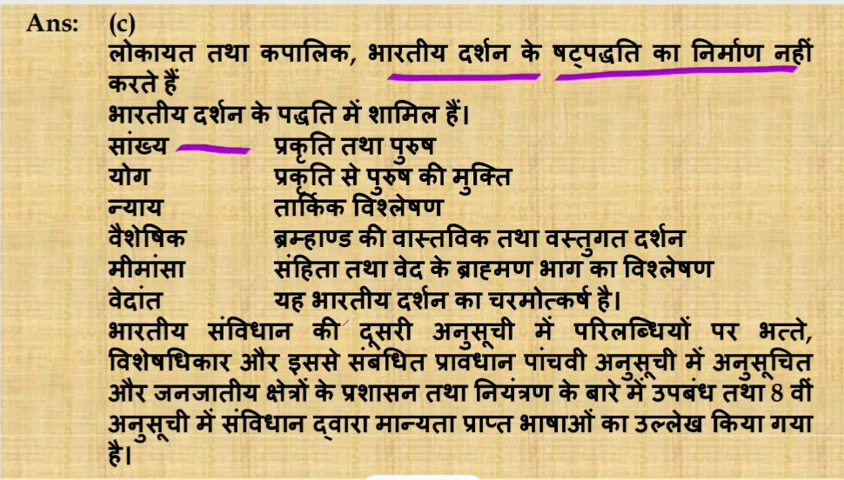 Ans: (c)
लोकायत तथा कपालिक, भारतीय दर्शन के षट्पद्धति का निर्माण नहीं
करते हैं
भारतीय दर्शन के पद्धति में शामिल हैं।
सांख्य प्रकृति तथा पुरुष
योग प्रकृति से पुरुष की मुक्ति
न्याय तार्किक विश्लेषण
वैशेषिक ब्रम्हाण्ड की वास्तविक तथा वस्तुगत दर्शन
मीमांसा संहिता तथा वेद के ब्राह्मण भाग का विश्लेषण
वेदांत यह भारतीय दर्शन का चरमोत्कर्ष है।
भारतीय संविधान की दूसरी अनुसूची में परिलब्धियों पर भत्ते,
विशेषधिकार और इससे संबंधित प्रावधान पांचवी अनुसूची में अनुसूचित
और जनजातीय क्षेत्रों के प्रशासन तथा नियंत्रण के बारे में उपबंध तथा 8 वीं
अनुसूची में संविधान द्वारा मान्यता प्राप्त भाषाओं का उल्लेख किया गया
है।